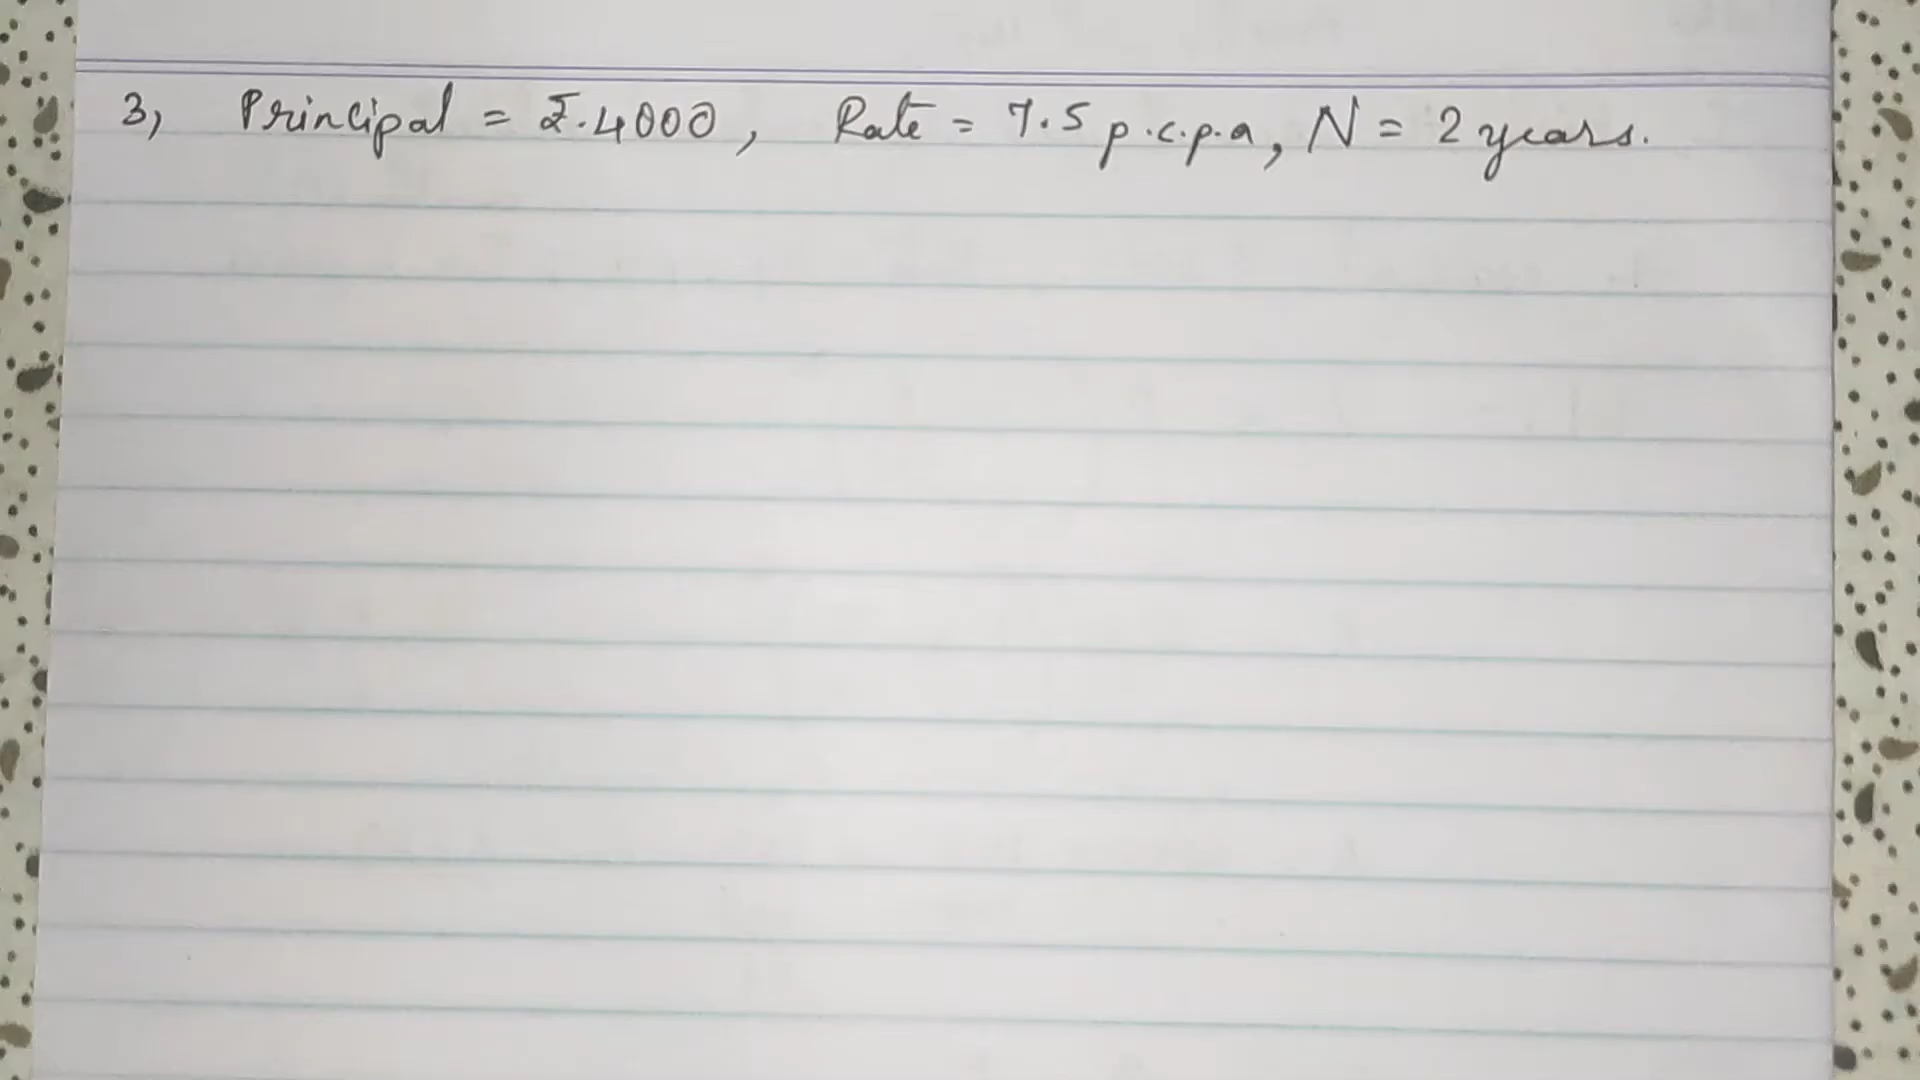 3, Principal = ₹.4000, Rate = 7.5 p.c.p.a, N = 2 years.